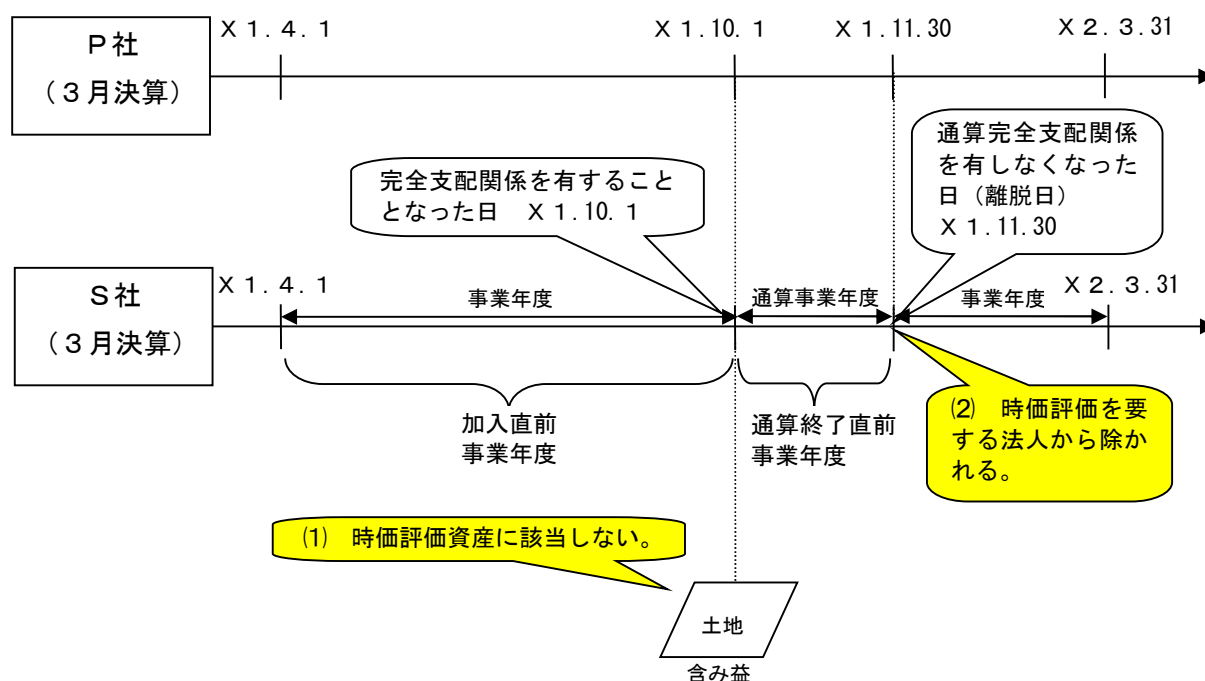 P社
(3月決算)
X1.4.1
X1.10.1
X1.11.30
X2.3.31
完全支配関係を有することとなった日 X1.10.1
通算完全支配関係
を有しなくなった
日(離脱日)
X1.11.30
S社
(3月決算)
X1.4.1
事業年度
通算事業年度
事業年度
X2.3.31
加入直前
事業年度
通算終了直前
事業年度
⑵ 時価評価を要
する法人から除か
れる。
⑴ 時価評価資産に該当しない。
土地
含み益